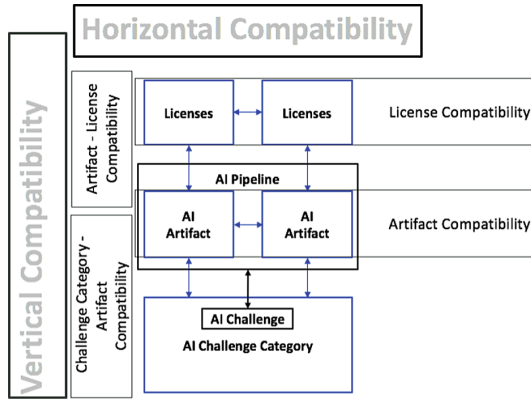 Horizontal Compatibility
Vertical Compatibility
Artifact - License
Compatibility
Licenses
Licenses
License Compatibility
AI Pipeline
AI
Artifact
AI
Artifact
Artifact Compatibility
Challenge Category -
Artifact
Compatibility
AI Challenge
AI Challenge Category